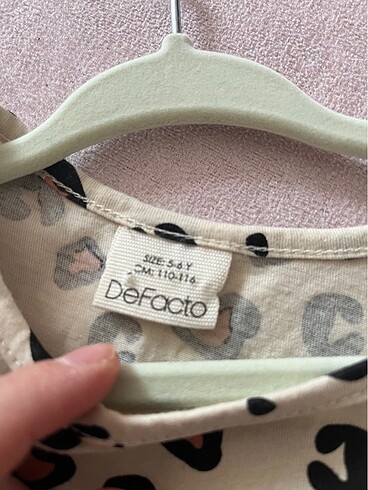 SIZE: 5-6 Y
CM: 110-116
DeFacto